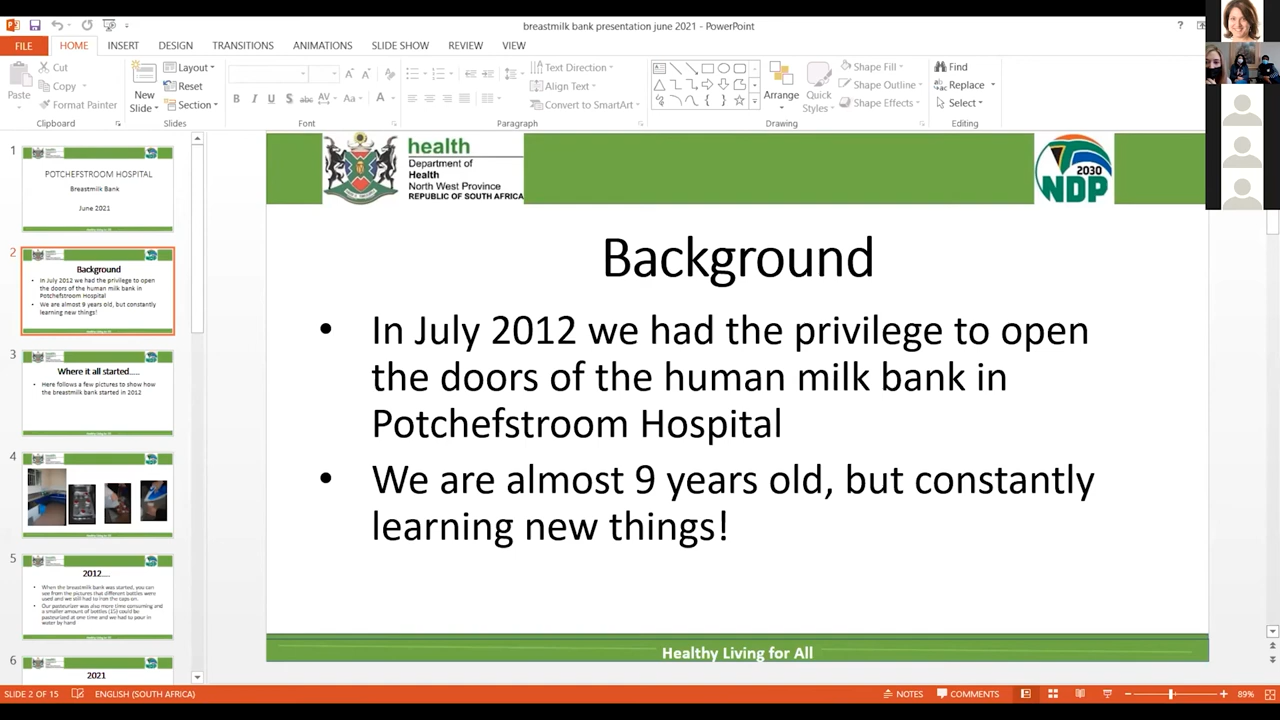 breastmilk bank presentation june 2021 - PowerPoint
FILE HOME INSERT DESIGN TRANSITIONS ANIMATIONS SLIDE SHOW REVIEW VIEW
Paste
Cut
Copy
Format Painter
Clipboard
New
Slide
Layout
Reset
Section
Slides
Font
Text Direction
Align Text
Convert to SmartArt
Paragraph
Arrange
Quick
Styles
Shape Fill
Shape Outline
Shape Effects
Drawing
Find
Replace
Select
Editing
1
POTCHEFSTROOM HOSPITAL
Breastmilk Bank
June 2021
2
Background
• In July 2012 we had the privilege to open
the doors of the human milk bank in
Potchefstroom Hospital
• We are almost 9 years old, but constantly
learning new things!
3
Where it all started.....
• Here follows a few pictures to show how
the breastmilk bank started in 2012
4
5
2012....
• When the breastmilk bank was started, you can
see from the pictures that different bottles were
used and we still had to iron the caps on.
• Our pasteurizer was also more time consuming and
a smaller amount of bottles (15) could be
pasteurized at one time and we had to pour in
water by hand
6
2021
health
Department of
Health
North West Province
REPUBLIC OF SOUTH AFRICA
2030
NDP
Background
• In July 2012 we had the privilege to open
the doors of the human milk bank in
Potchefstroom Hospital
• We are almost 9 years old, but constantly
learning new things!
Healthy Living for All
SLIDE 2 OF 15 ENGLISH (SOUTH AFRICA) NOTES COMMENTS 89%